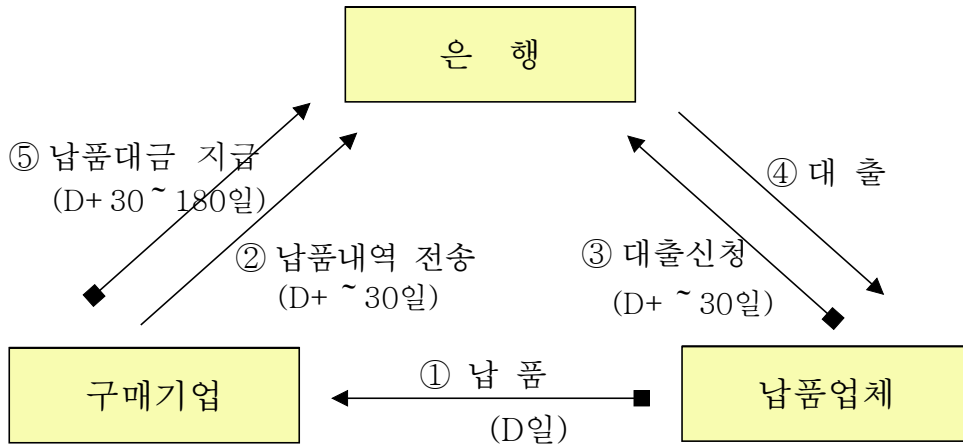 은 행
⑤ 납품대금 지급
(D+30~180일)
④ 대 출
② 납품내역 전송
(D+ ~30일)
③ 대출신청
(D+ ~30일)
구매기업
① 납 품
(D일)
납품업체